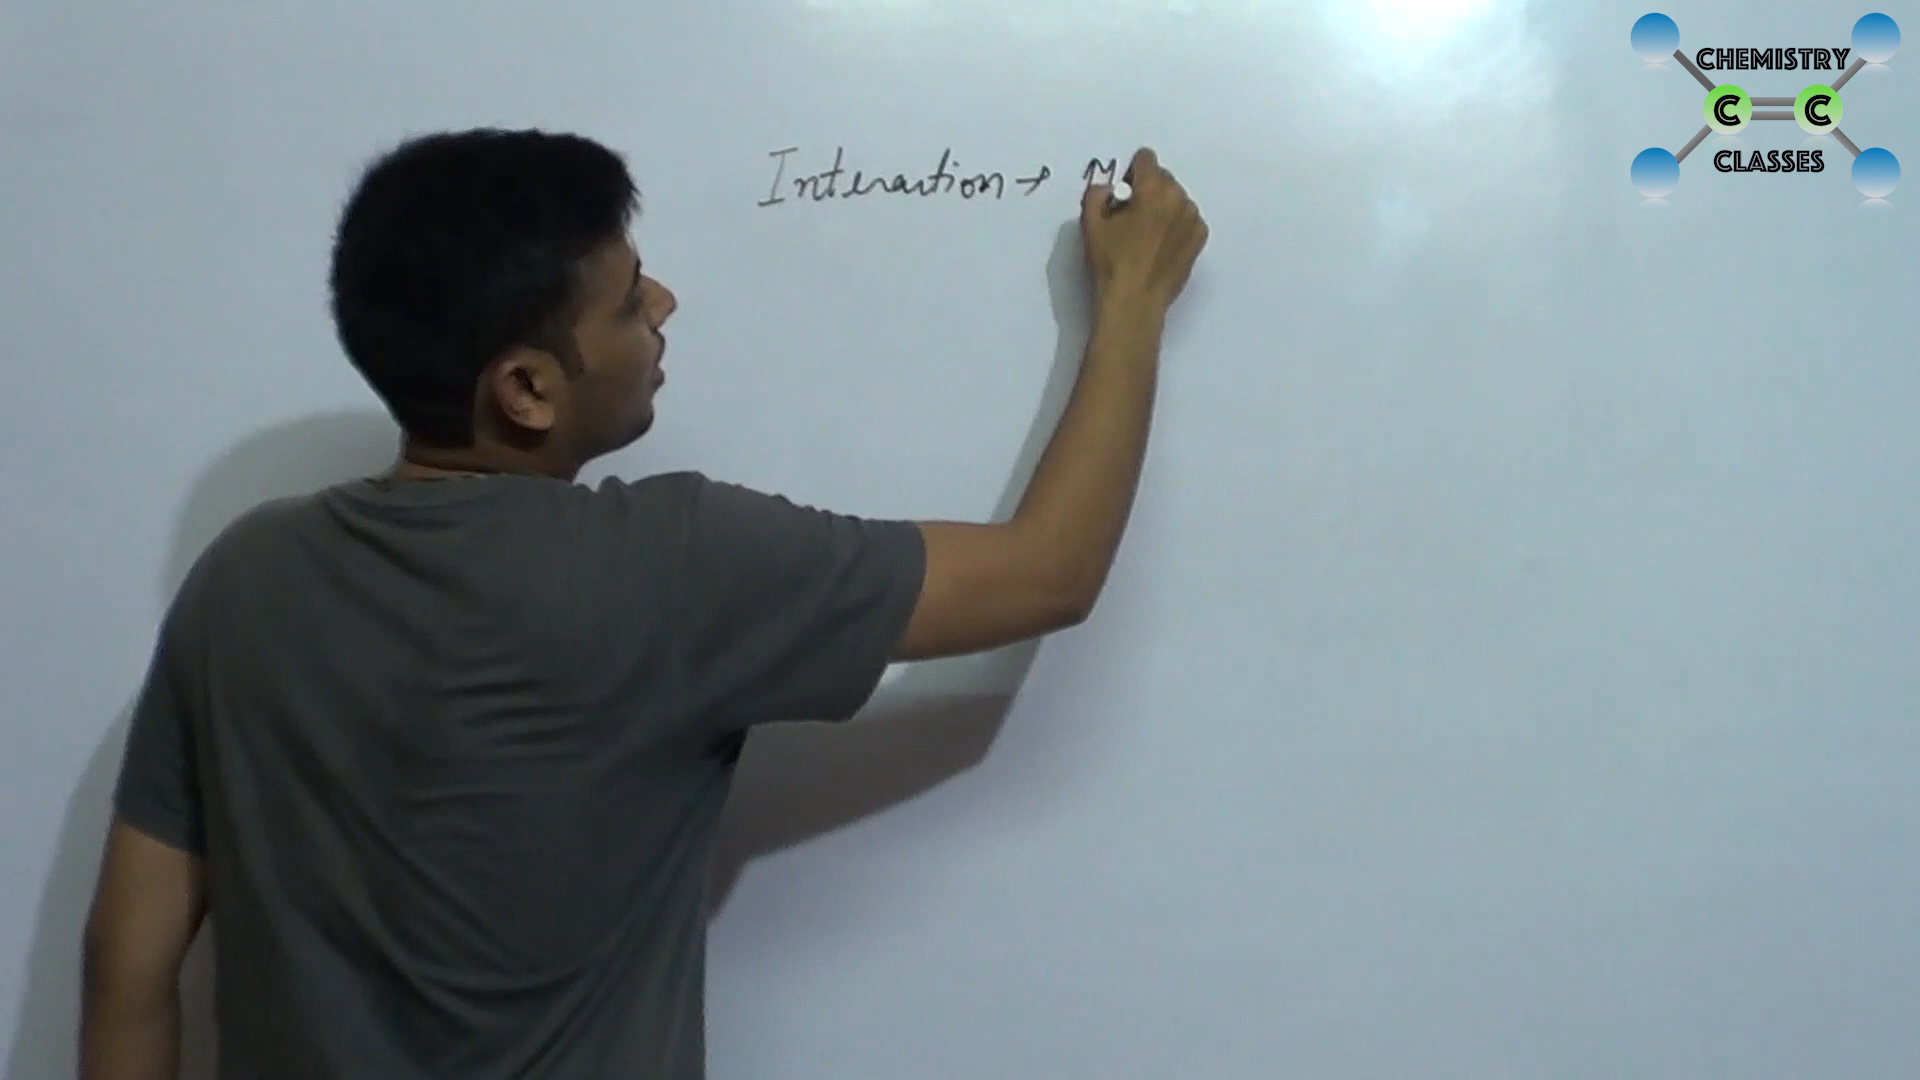 Interaction →
CHEMISTRY
C C
CLASSES